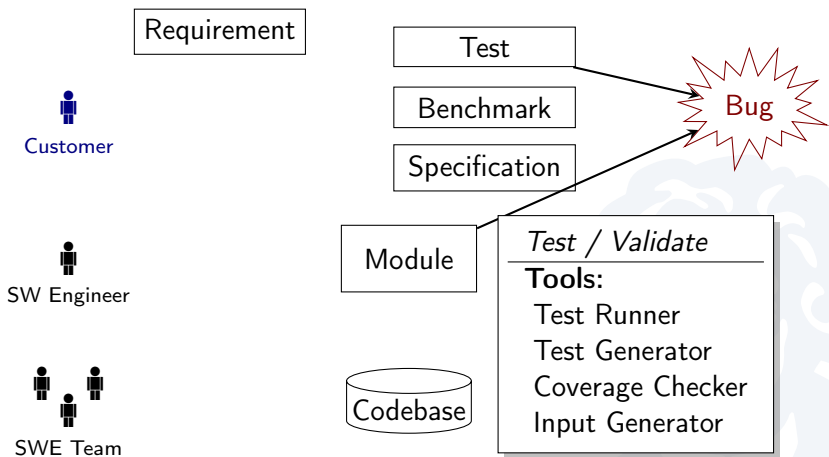 Requirement
Test
Benchmark
Bug
Customer
Specification
Module
SW Engineer
Test / Validate
Tools:
Test Runner
Test Generator
Coverage Checker
Input Generator
Codebase
SWE Team